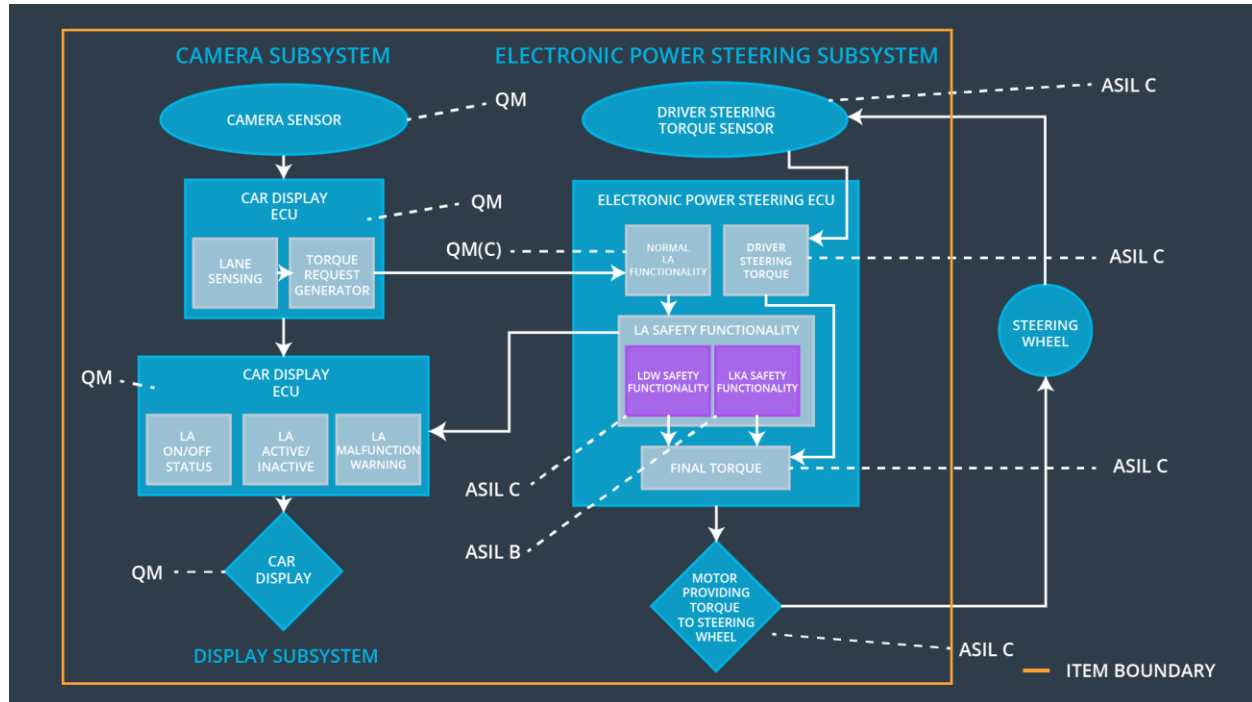 CAMERA SUBSYSTEM
ELECTRONIC POWER STEERING SUBSYSTEM
CAMERA SENSOR
QM
DRIVER STEERING
TORQUE SENSOR
ASIL C
CAR DISPLAY
ECU
QM
LANE
SENSING
TORQUE
REQUEST
GENERATOR
ELECTRONIC POWER STEERING ECU
QM(C)
NORMAL
LA
FUNCTIONALITY
DRIVER
STEERING
TORQUE
ASIL C
STEERING
WHEEL
LA SAFETY FUNCTIONALITY
LDW SAFETY
FUNCTIONALITY
LKA SAFETY
FUNCTIONALITY
CAR DISPLAY
ECU
QM
LA
ON/OFF
STATUS
LA
ACTIVE/
INACTIVE
LA
MALFUNCTION
WARNING
FINAL TORQUE
ASIL C
ASIL C
ASIL B
QM
CAR
DISPLAY
MOTOR
PROVIDING
TORQUE
TO STEERING
WHEEL
ASIL C
DISPLAY SUBSYSTEM
ITEM BOUNDARY